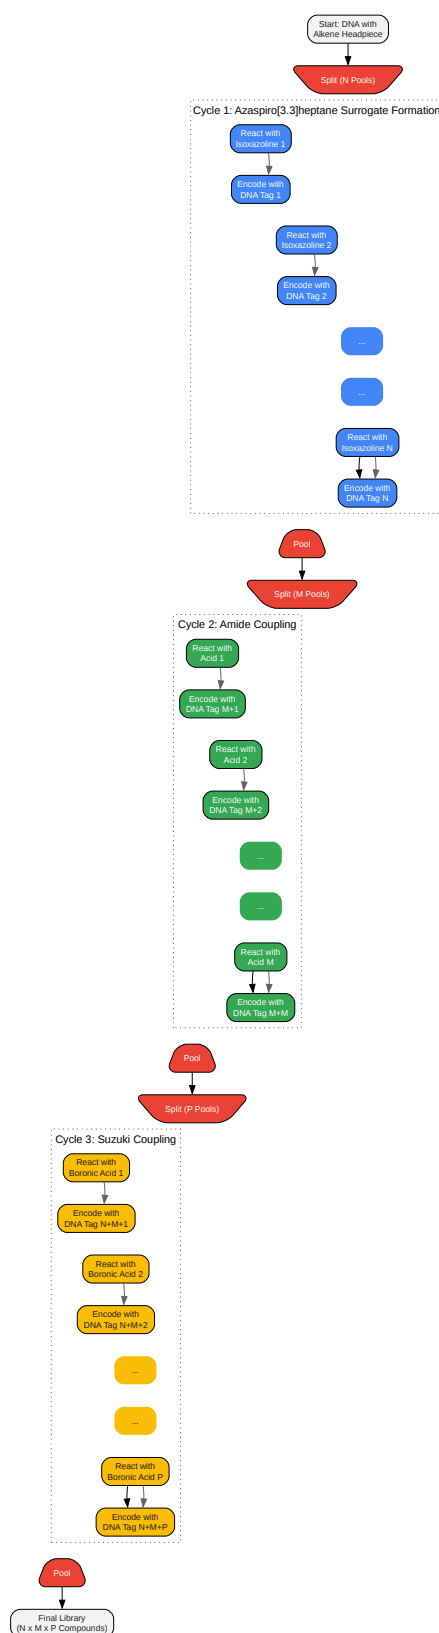 Start: DNA with
Alkene Headpiece
Split (N Pools)
Cycle 1: Azaspiro[3.3]heptane Surrogate Formation
React with
Isoxazoline 1
Encode with
DNA Tag 1
React with
Isoxazoline 2
Encode with
DNA Tag 2
...
...
React with
Isoxazoline N
Encode with
DNA Tag N
Pool
Split (M Pools)
Cycle 2: Amide Coupling
React with
Acid 1
Encode with
DNA Tag M+1
React with
Acid 2
Encode with
DNA Tag M+2
...
...
React with
Acid M
Encode with
DNA Tag M+M
Pool
Split (P Pools)
Cycle 3: Suzuki Coupling
React with
Boronic Acid 1
Encode with
DNA Tag N+M+1
React with
Boronic Acid 2
Encode with
DNA Tag N+M+2
...
...
React with
Boronic Acid P
Encode with
DNA Tag N+M+P
Pool
Final Library
(N x M x P Compounds)